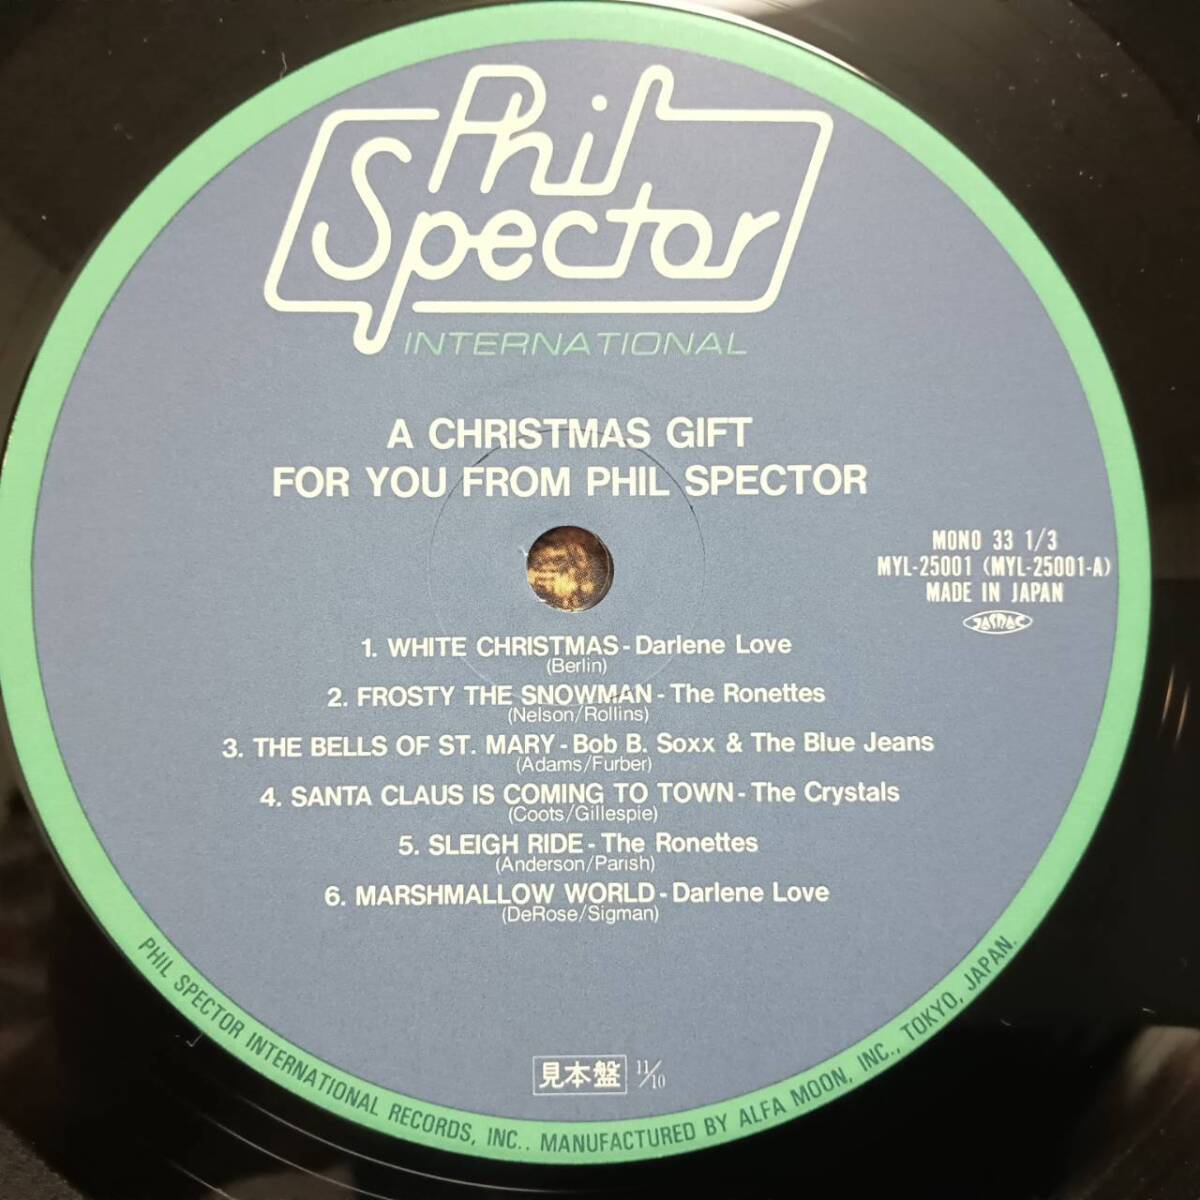 Phil
Spector
INTERNATIONAL
A CHRISTMAS GIFT
FOR YOU FROM PHIL SPECTOR
MONO 33 1/3
MYL-25001 (MYL-25001-A)
MADE IN JAPAN
JASRAC
1. WHITE CHRISTMAS - Darlene Love
(Berlin)
2. FROSTY THE SNOWMAN - The Ronettes
(Nelson/Rollins)
3. THE BELLS OF ST. MARY - Bob B. Soxx & The Blue Jeans
(Adams/Furber)
4. SANTA CLAUS IS COMING TO TOWN - The Crystals
(Coots/Gillespie)
5. SLEIGH RIDE - The Ronettes
(Anderson/Parish)
6. MARSHMALLOW WORLD - Darlene Love
(DeRose/Sigman)
見本盤 11/10
PHIL SPECTOR INTERNATIONAL RECORDS, INC.. MANUFACTURED BY ALFA MOON, INC., TOKYO, JAPAN.